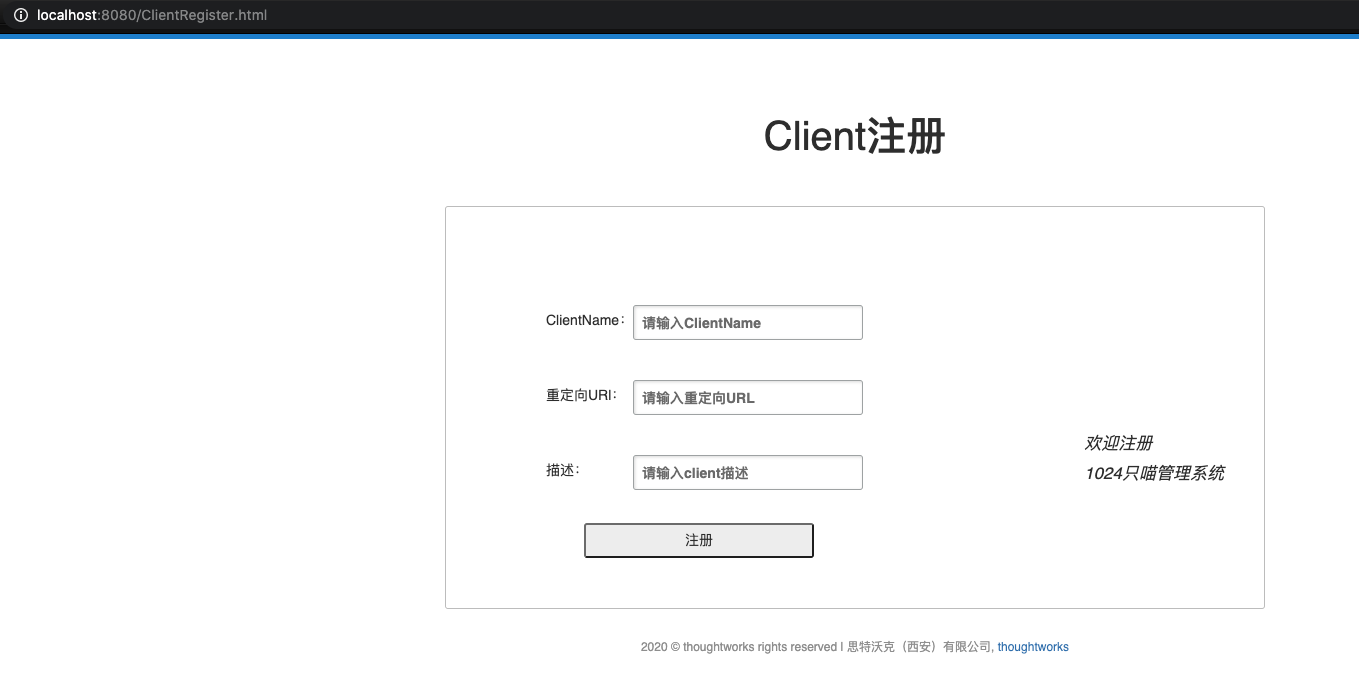 localhost:8080/ClientRegister.html
Client注册
ClientName：
请输入ClientName
重定向URI：
请输入重定向URL
描述：
请输入client描述
欢迎注册
1024只喵管理系统
注册
2020 © thoughtworks rights reserved I 思特沃克（西安）有限公司, thoughtworks